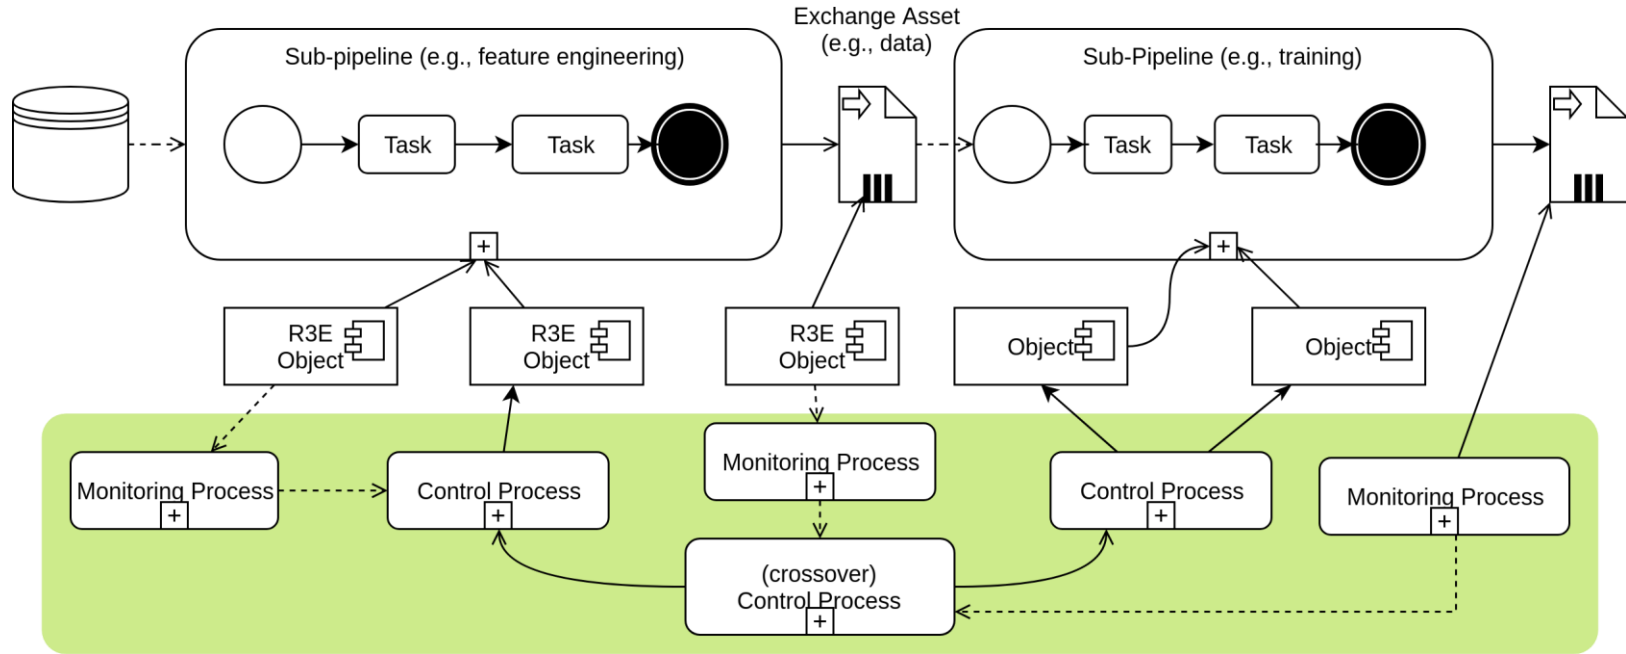 Exchange Asset
(e.g., data)
Sub-pipeline (e.g., feature engineering)
Sub-Pipeline (e.g., training)
Task
Task
Task
Task
+
+
R3E
Object
R3E
Object
R3E
Object
Object
Object
Monitoring Process
+
Control Process
+
Monitoring Process
+
Control Process
+
Monitoring Process
+
(crossover)
Control Process
+